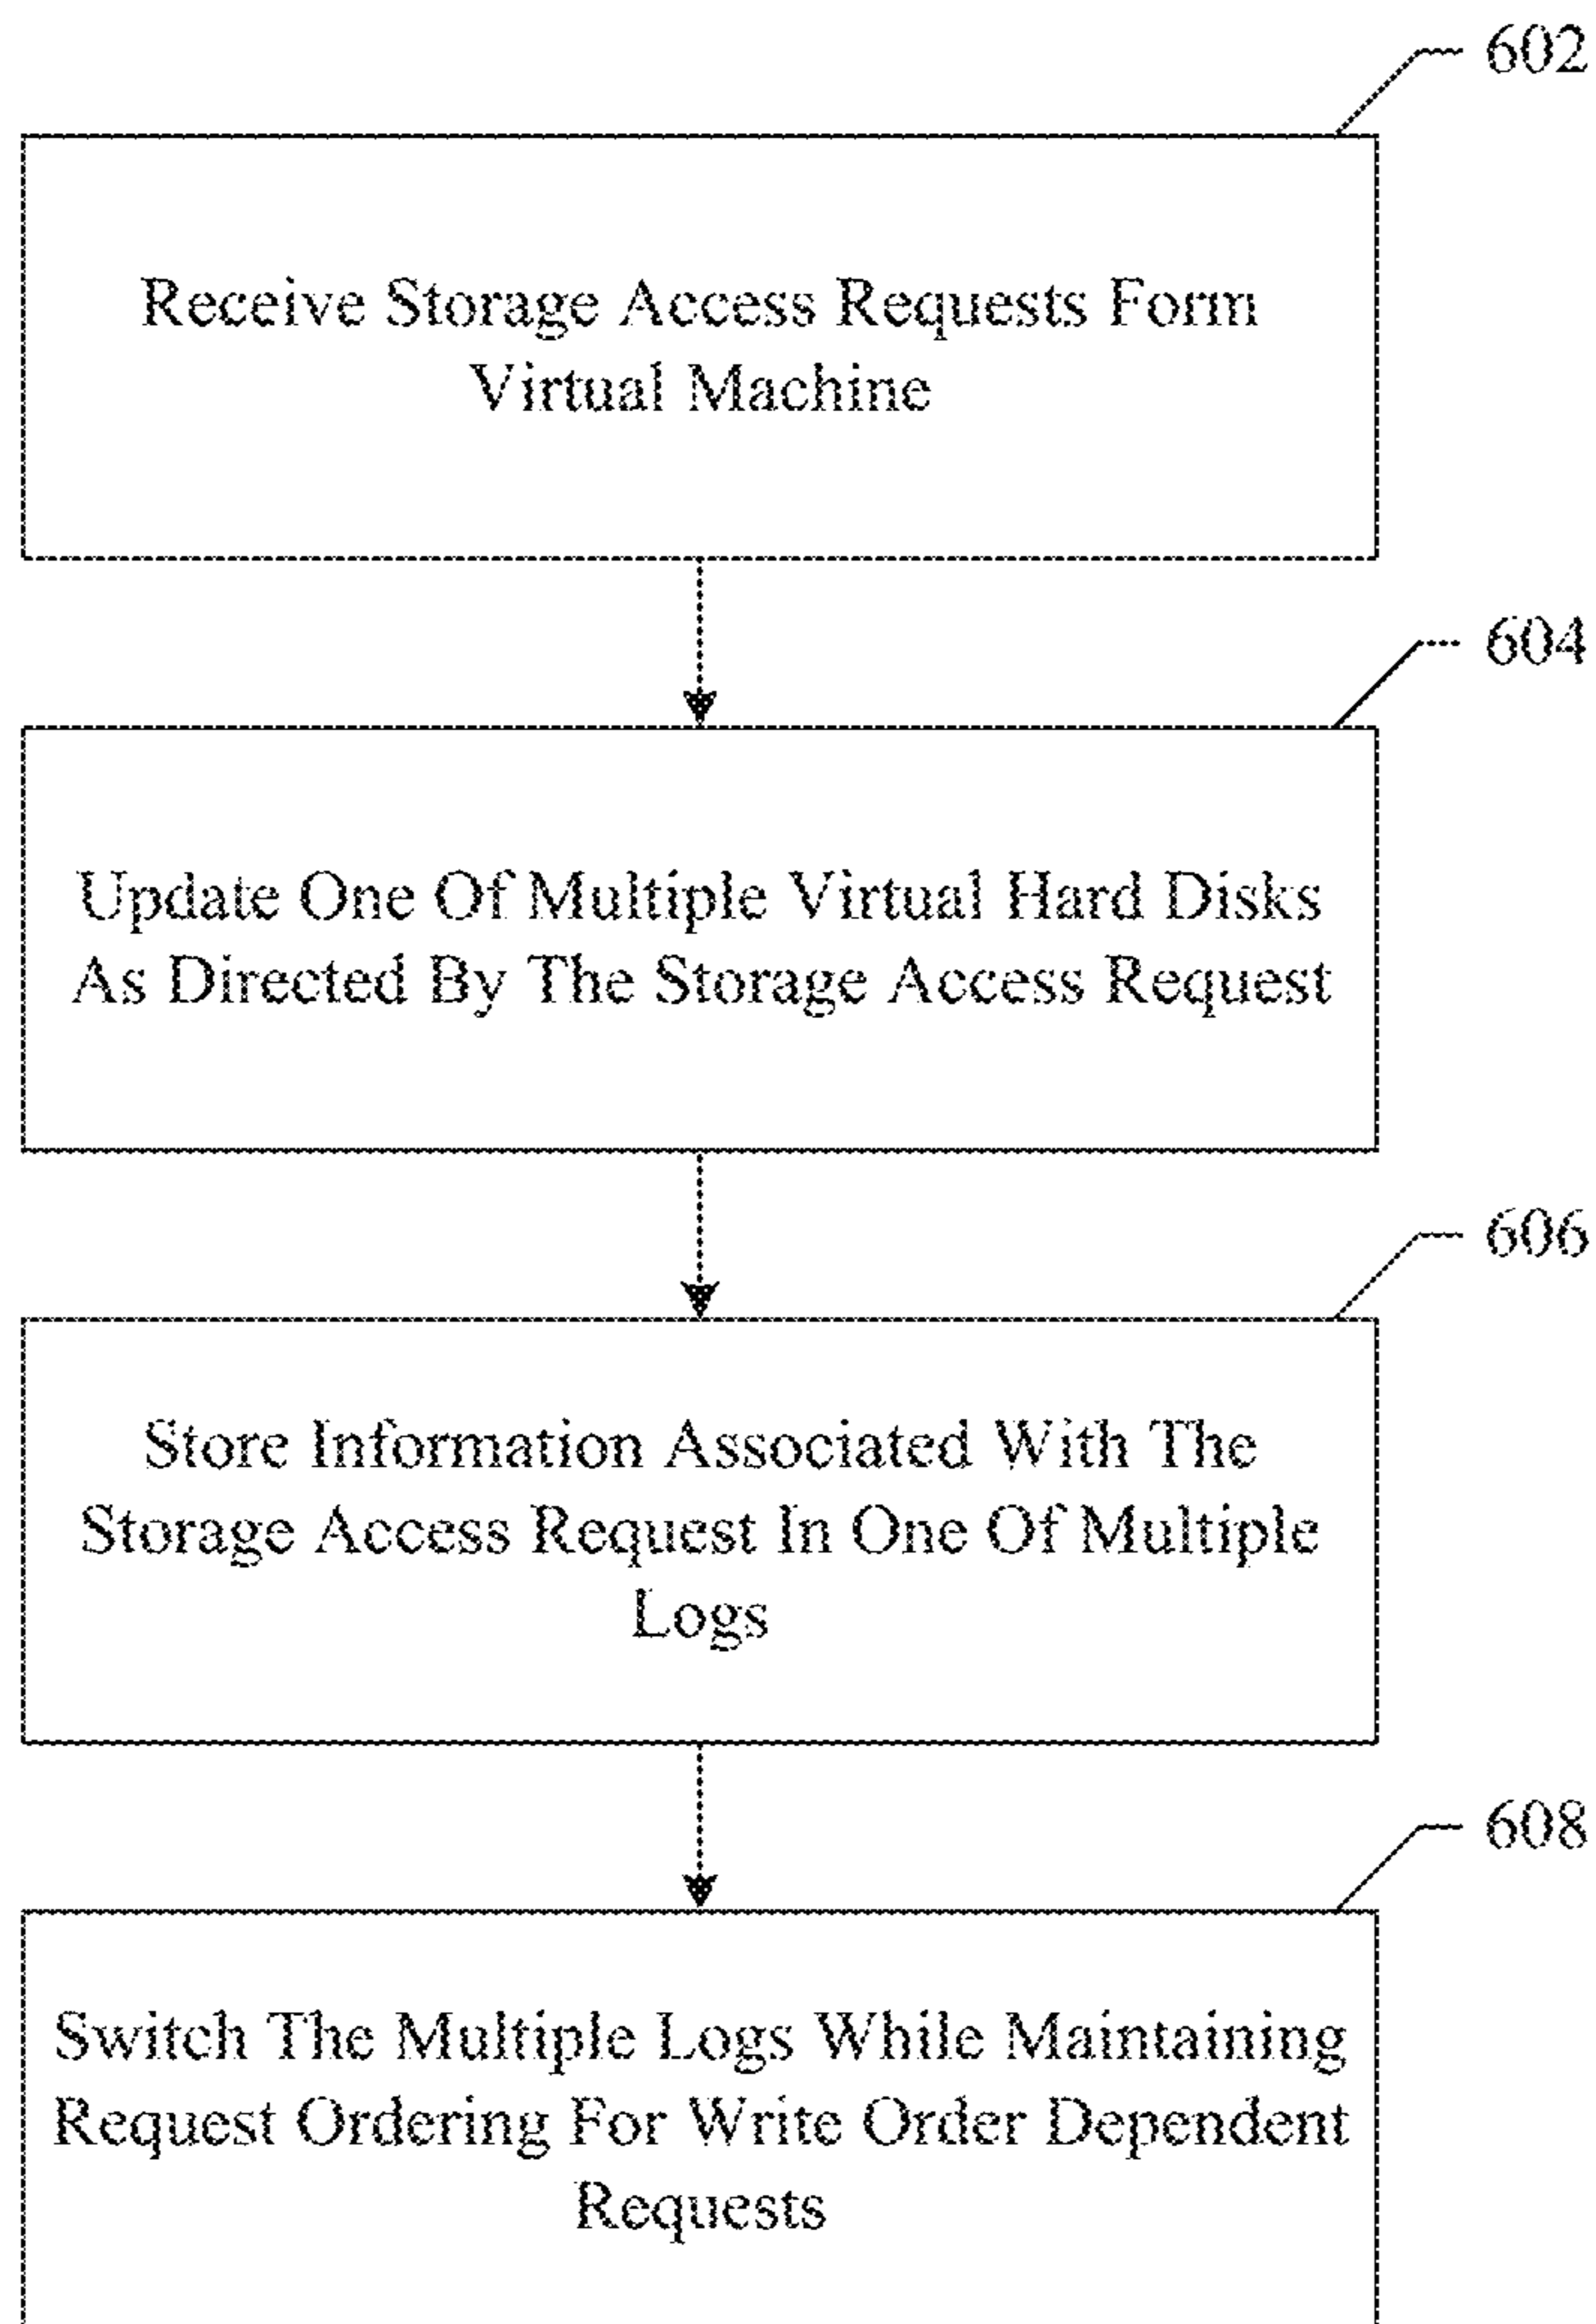 602
Receive Storage Access Requests Form
Virtual Machine
604
Update One Of Multiple Virtual Hard Disks
As Directed By The Storage Access Request
606
Store Information Associated With The
Storage Access Request In One Of Multiple
Logs
608
Switch The Multiple Logs While Maintaining
Request Ordering For Write Order Dependent
Requests